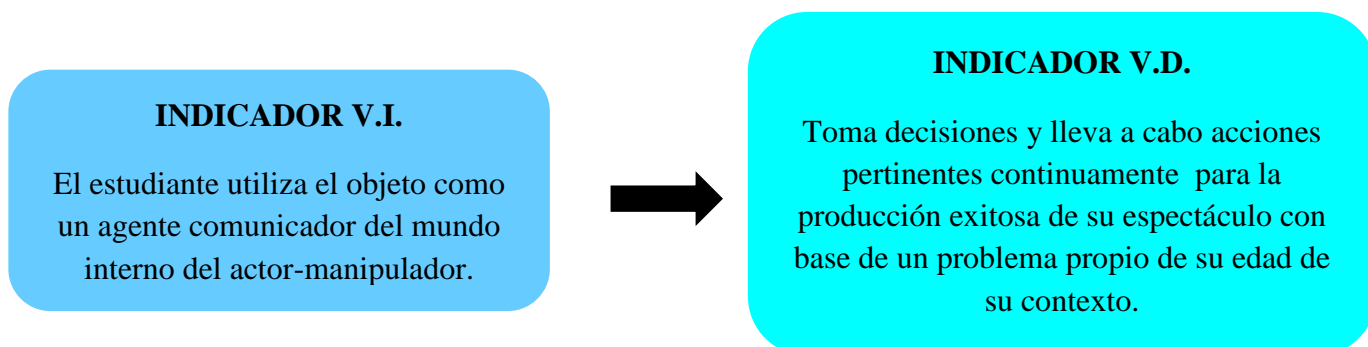 INDICADOR V.I.
El estudiante utiliza el objeto como
un agente comunicador del mundo
interno del actor-manipulador.
INDICADOR V.D.
Toma decisiones y lleva a cabo acciones
pertinentes continuamente  para la
producción exitosa de su espectáculo con
base de un problema propio de su edad de
su contexto.